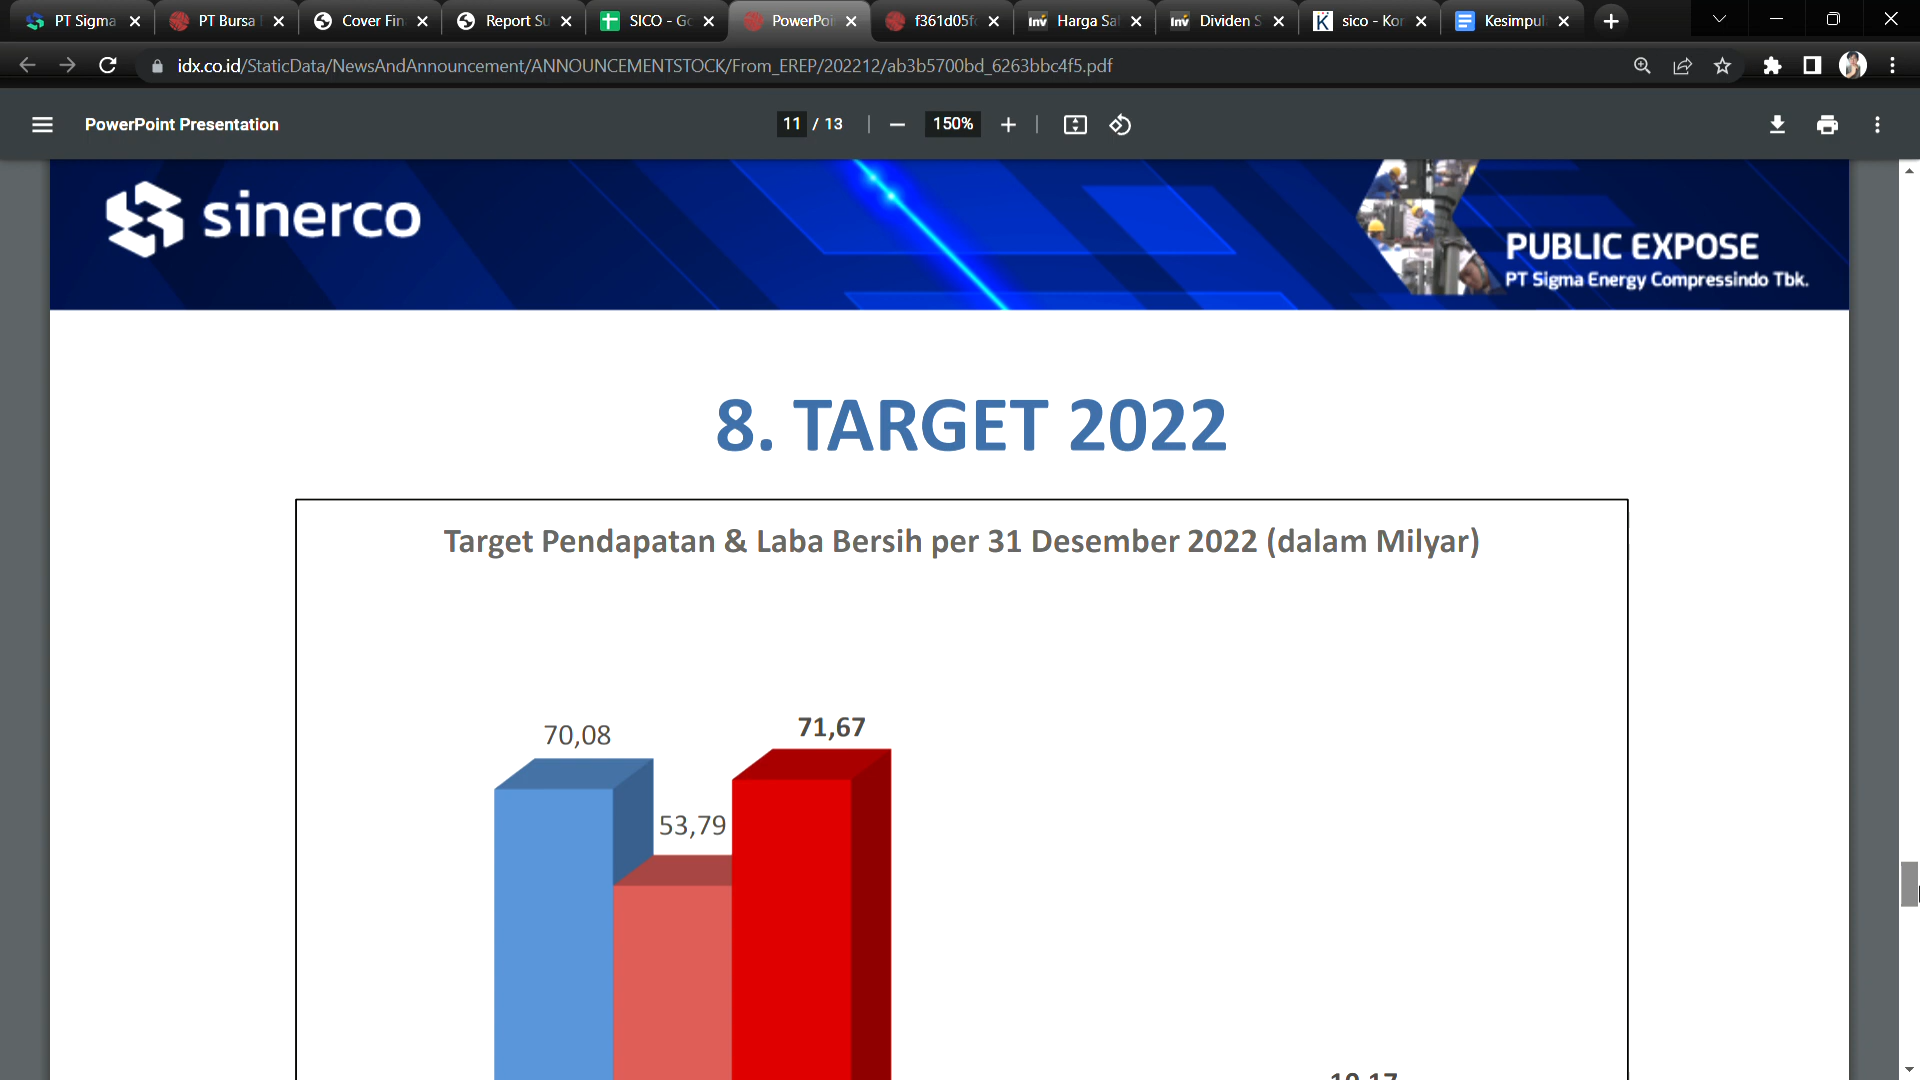 PT Sigma
PT Bursa
Cover Fin
Report Su
SICO - Go
PowerPoi
f361d05f
Harga Sa
Dividen S
sico - Kor
Kesimpul
idx.co.id/StaticData/NewsAndAnnouncement/ANNOUNCEMENTSTOCK/From_EREP/202212/ab3b5700bd_6263bbc4f5.pdf
PowerPoint Presentation
11 / 13
150%
sinerco
PUBLIC EXPOSE
PT Sigma Energy Compressindo Tbk.
8. TARGET 2022
Target Pendapatan & Laba Bersih per 31 Desember 2022 (dalam Milyar)
70,08
71,67
53,79